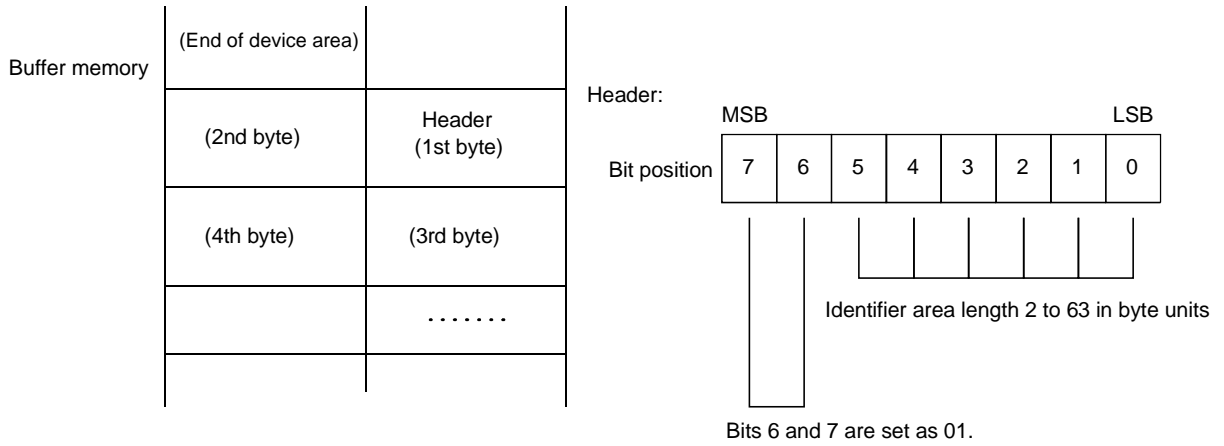 Buffer memory
(End of device area)
(2nd byte)
Header
(1st byte)
(4th byte)
(3rd byte)
.......
Header:
MSB
LSB
Bit position
7 6 5 4 3 2 1 0
Identifier area length 2 to 63 in byte units
Bits 6 and 7 are set as 01.